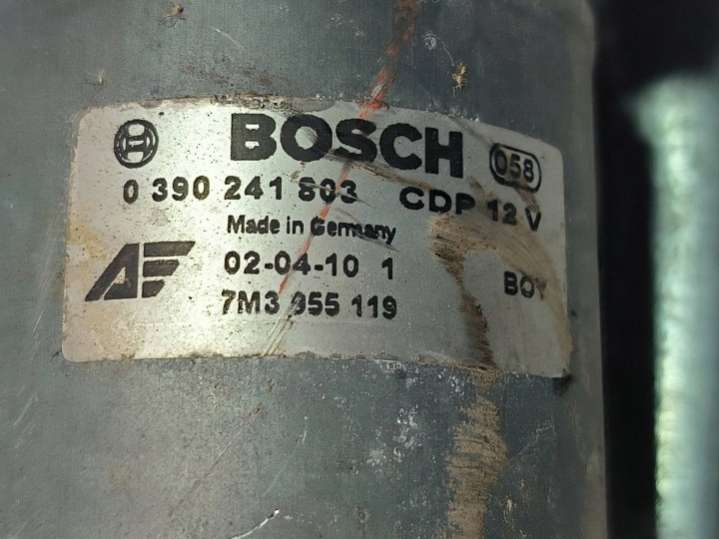 BOSCH 058
0 390 241 803 CDP 12 V
Made in Germany
02-04-10 1
7M3 955 119 BOY